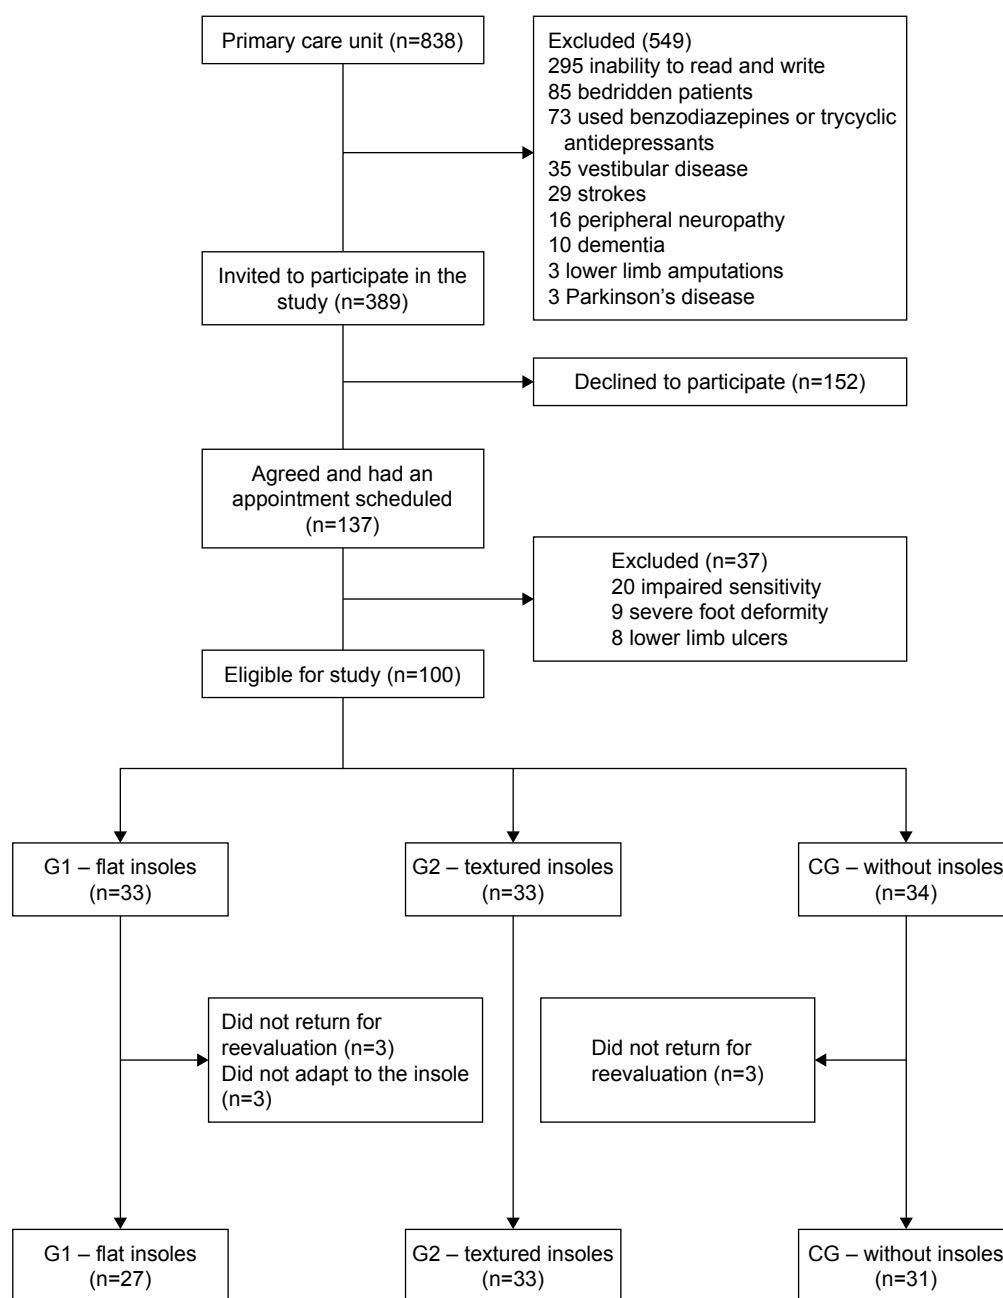 Primary care unit (n=838)
Excluded (549)
295 inability to read and write
85 bedridden patients
73 used benzodiazepines or trycyclic
antidepressants
35 vestibular disease
29 strokes
16 peripheral neuropathy
10 dementia
3 lower limb amputations
3 Parkinson's disease
Invited to participate in the
study (n=389)
Declined to participate (n=152)
Agreed and had an
appointment scheduled
(n=137)
Excluded (n=37)
20 impaired sensitivity
9 severe foot deformity
8 lower limb ulcers
Eligible for study (n=100)
G1 – flat insoles
(n=33)
G2 – textured insoles
(n=33)
CG – without insoles
(n=34)
Did not return for
reevaluation (n=3)
Did not adapt to the insole
(n=3)
Did not return for
reevaluation (n=3)
G1 – flat insoles
(n=27)
G2 – textured insoles
(n=33)
CG – without insoles
(n=31)